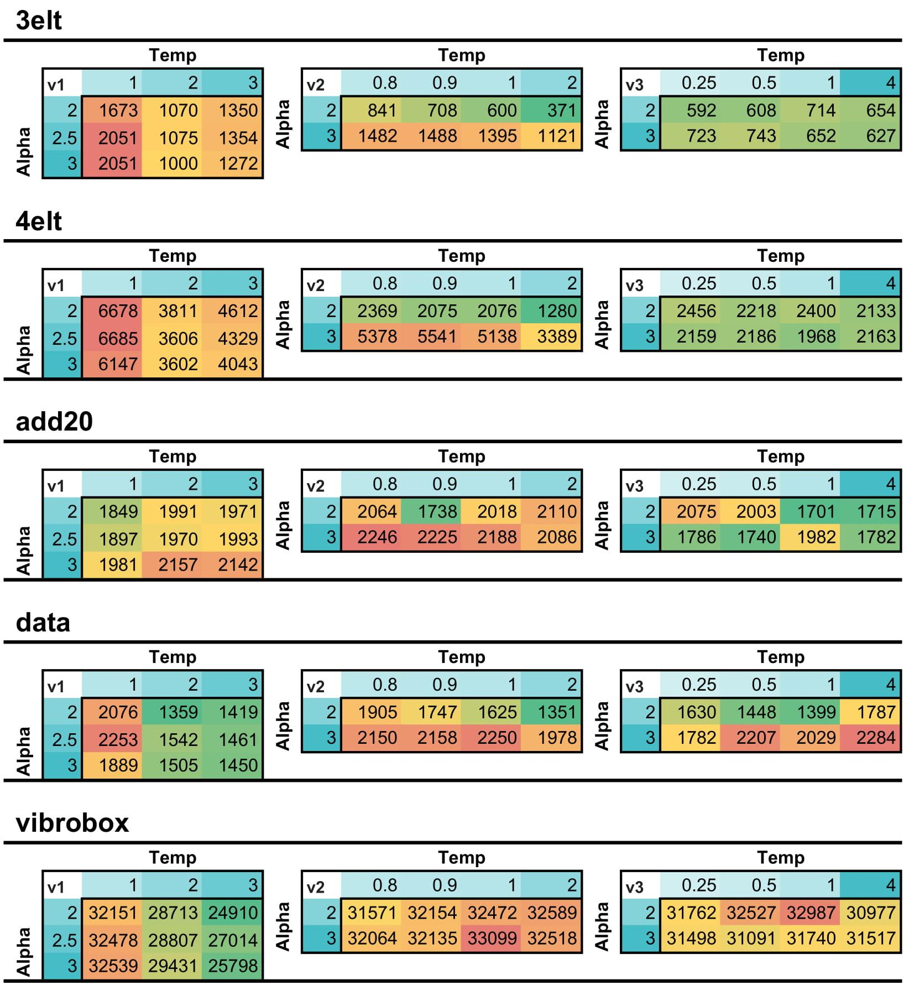 3elt
Temp Temp Temp
v1 1 2 3 v2 0.8 0.9 1 2 v3 0.25 0.5 1 4
Alpha 2 1673 1070 1350 Alpha 2 841 708 600 371 Alpha 2 592 608 714 654
2.5 2051 1075 1354 3 1482 1488 1395 1121 3 723 743 652 627
3 2051 1000 1272
4elt
Temp Temp Temp
v1 1 2 3 v2 0.8 0.9 1 2 v3 0.25 0.5 1 4
Alpha 2 6678 3811 4612 Alpha 2 2369 2075 2076 1280 Alpha 2 2456 2218 2400 2133
2.5 6685 3606 4329 3 5378 5541 5138 3389 3 2159 2186 1968 2163
3 6147 3602 4043
add20
Temp Temp Temp
v1 1 2 3 v2 0.8 0.9 1 2 v3 0.25 0.5 1 4
Alpha 2 1849 1991 1971 Alpha 2 2064 1738 2018 2110 Alpha 2 2075 2003 1701 1715
2.5 1897 1970 1993 3 2246 2225 2188 2086 3 1786 1740 1982 1782
3 1981 2157 2142
data
Temp Temp Temp
v1 1 2 3 v2 0.8 0.9 1 2 v3 0.25 0.5 1 4
Alpha 2 2076 1359 1419 Alpha 2 1905 1747 1625 1351 Alpha 2 1630 1448 1399 1787
2.5 2253 1542 1461 3 2150 2158 2250 1978 3 1782 2207 2029 2284
3 1889 1505 1450
vibrobox
Temp Temp Temp
v1 1 2 3 v2 0.8 0.9 1 2 v3 0.25 0.5 1 4
Alpha 2 32151 28713 24910 Alpha 2 31571 32154 32472 32589 Alpha 2 31762 32527 32987 30977
2.5 32478 28807 27014 3 32064 32135 33099 32518 3 31498 31091 31740 31517
3 32539 29431 25798